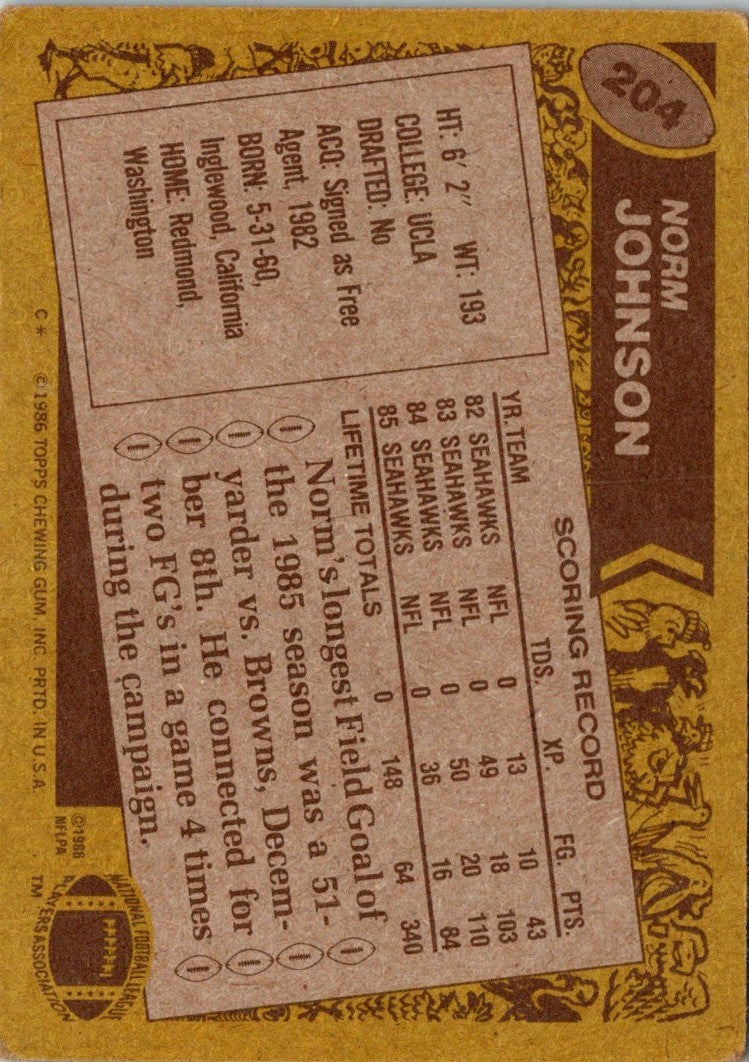 204
NORM
JOHNSON
HT: 6' 2" WT: 193
COLLEGE: UCLA
DRAFTED: No
ACQ: Signed as Free
Agent, 1982
BORN: 5-31-60,
Inglewood, California
HOME: Redmond,
Washington
SCORING RECORD
YR. TEAM TDS. XP. FG. PTS.
82 SEAHAWKS NFL 0 13 10 43
83 SEAHAWKS NFL 0 49 18 103
84 SEAHAWKS NFL 0 50 20 110
85 SEAHAWKS NFL 0 36 16 84
LIFETIME TOTALS 0 148 64 340
Norm's longest Field Goal of
the 1985 season was a 51-
yarder vs. Browns, Decem-
ber 8th. He connected for
two FG's in a game 4 times
during the campaign.
C* ©1986 TOPPS CHEWING GUM, INC. PRTD. IN U.S.A.
©1986
NFLPA
TM
NATIONAL FOOTBALL LEAGUE
PLAYERS ASSOCIATION